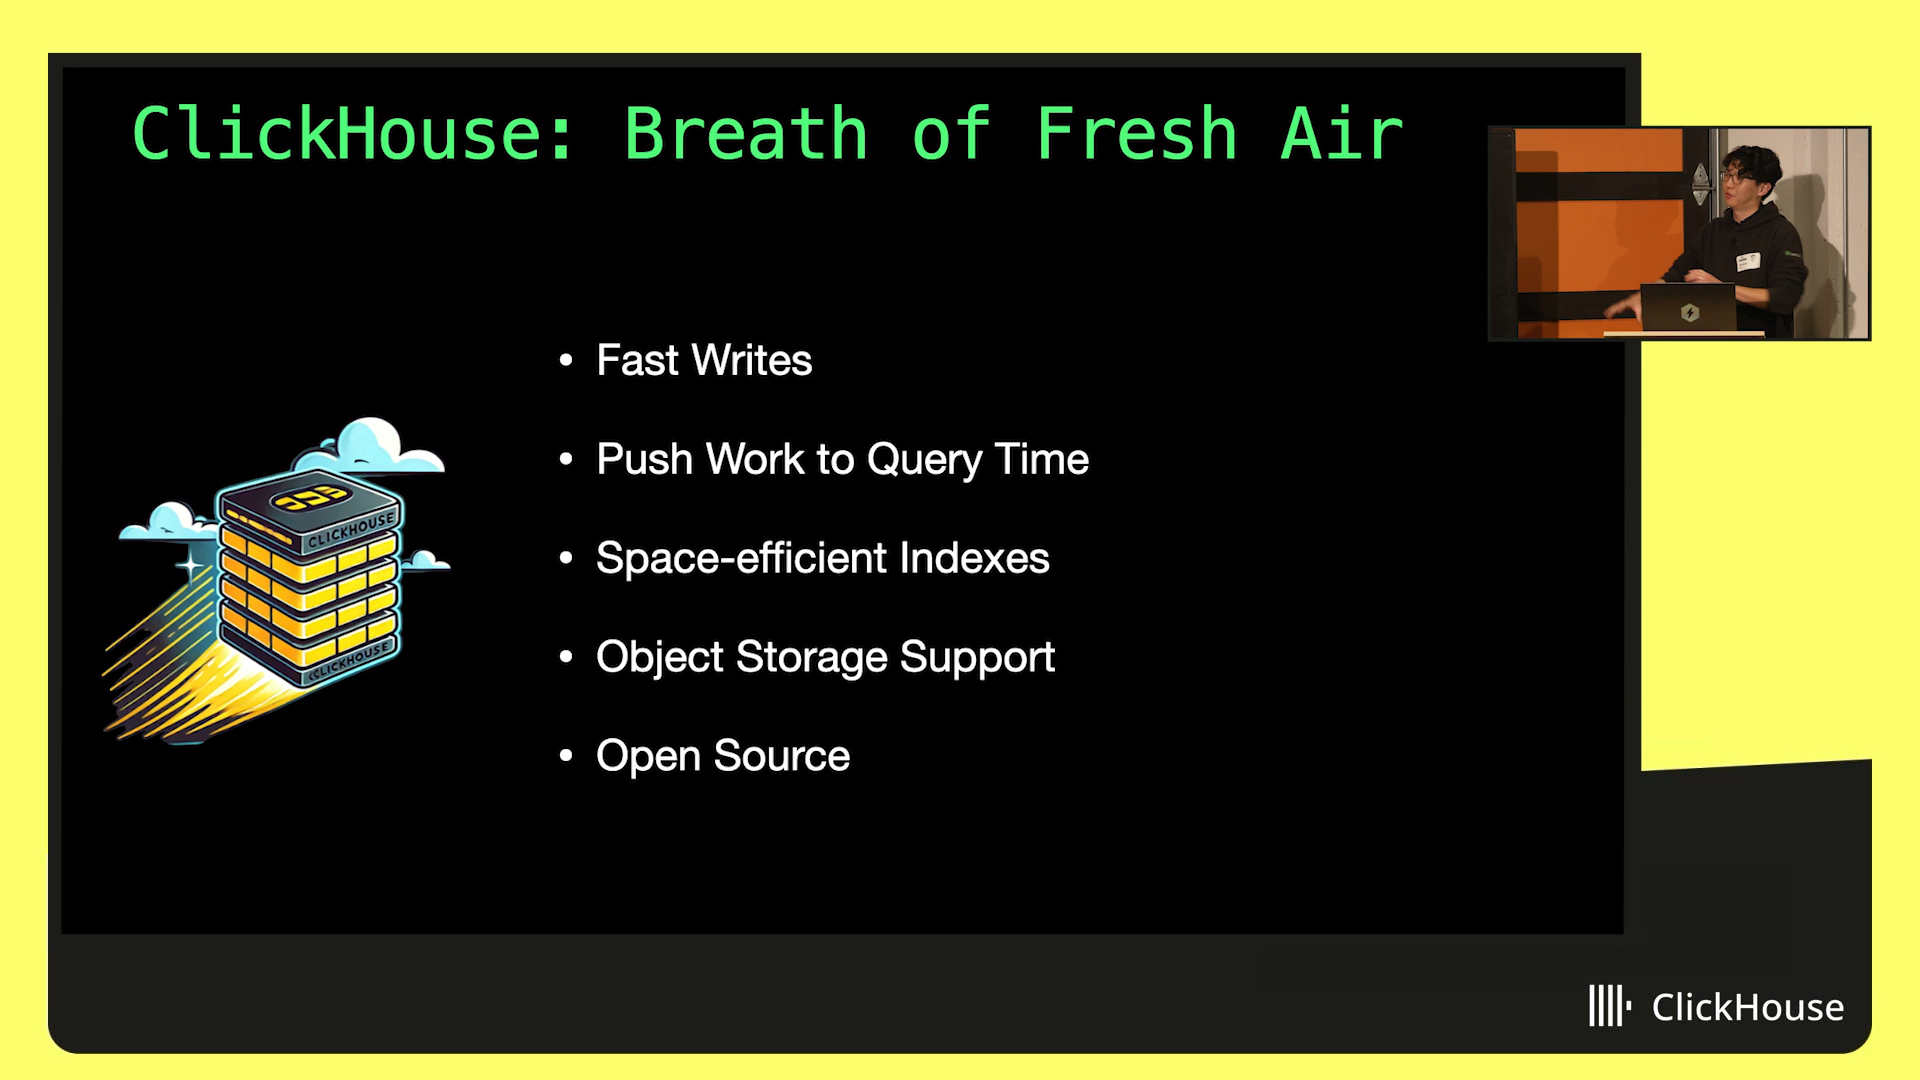 ClickHouse: Breath of Fresh Air
• Fast Writes
• Push Work to Query Time
• Space-efficient Indexes
• Object Storage Support
• Open Source
CLICKHOUSE
CLICKHOUSE
ClickHouse